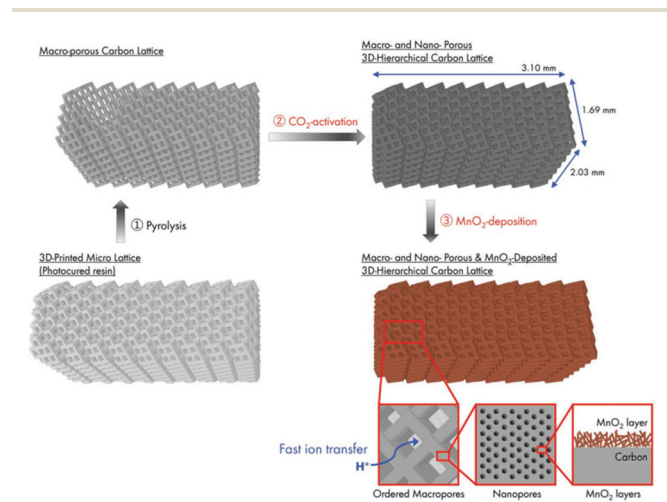 Macro-porous Carbon Lattice
Macro- and Nano- Porous
3D-Hierarchical Carbon Lattice
3.10 mm
② CO₂-activation
1.69 mm
2.03 mm
① Pyrolysis
③ MnO₂-deposition
3D-Printed Micro Lattice
(Photocured resin)
Macro- and Nano- Porous & MnO₂-Deposited
3D-Hierarchical Carbon Lattice
Fast ion transfer
H⁺
MnO₂ layer
Carbon
Ordered Macropores
Nanopores
MnO₂ layers